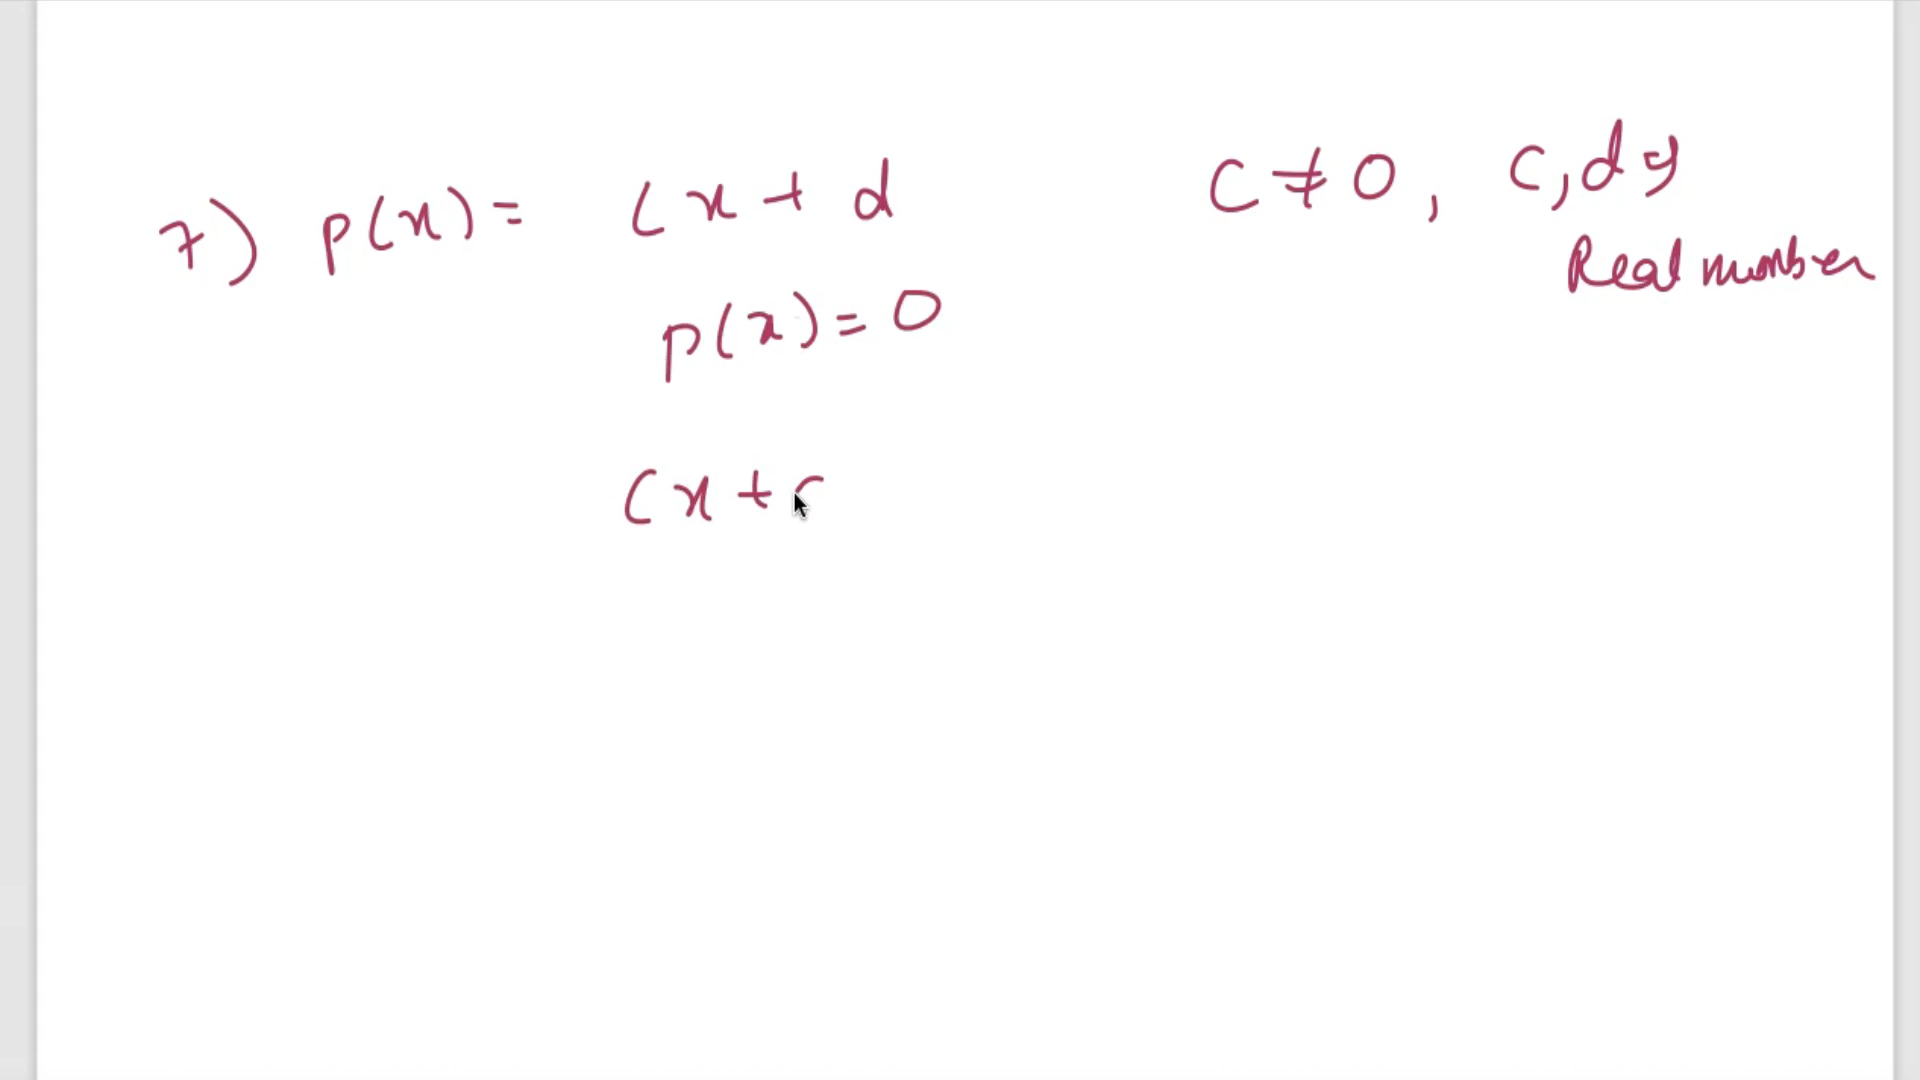 7) p(x) = cx + d c ≠ 0, c, d
Real number
p(x) = 0
cx +